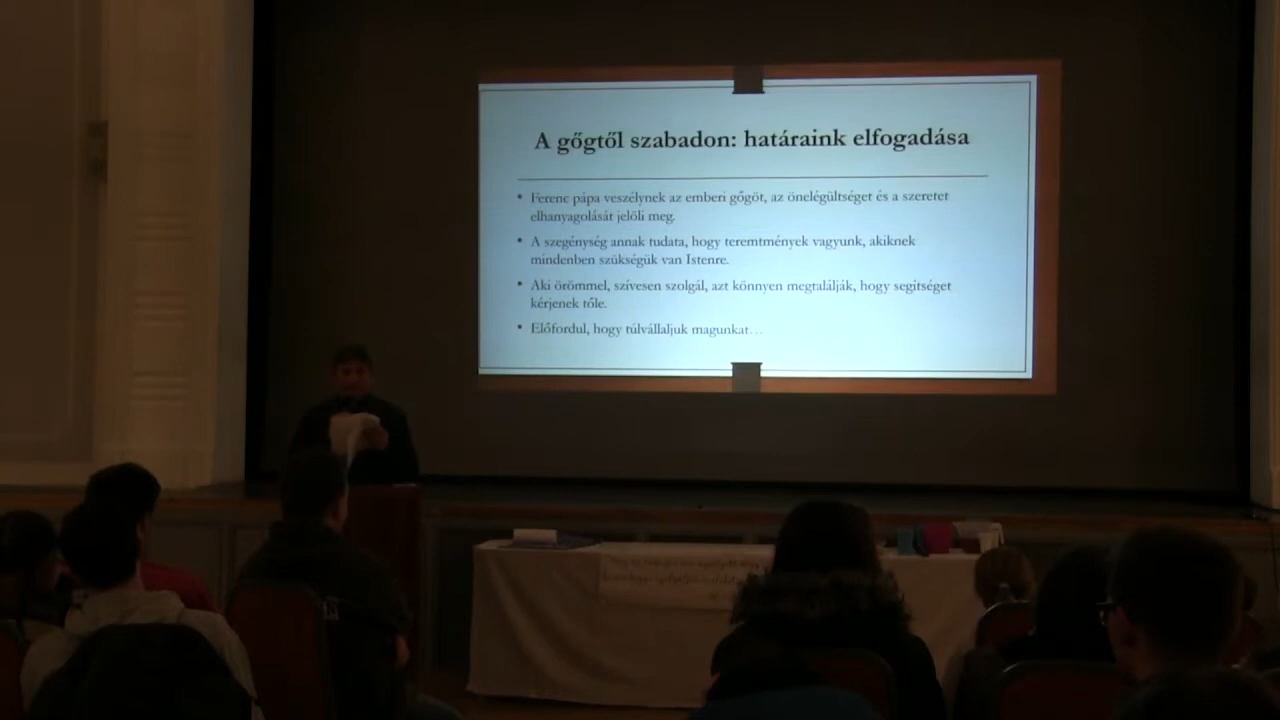 A gőgtől szabadon: határaink elfogadása
• Ferenc pápa veszélynek az emberi gőgöt, az önelégültséget és a szeretet
elhanyagolását jelöli meg.
• A szegénység annak tudata, hogy teremtmények vagyunk, akiknek
mindenben szükségük van Istenre.
• Aki örömmel, szívesen szolgál, azt könnyen megtalálják, hogy segítséget
kérjenek tőle.
• Előfordul, hogy túlvállaljuk magunkat…